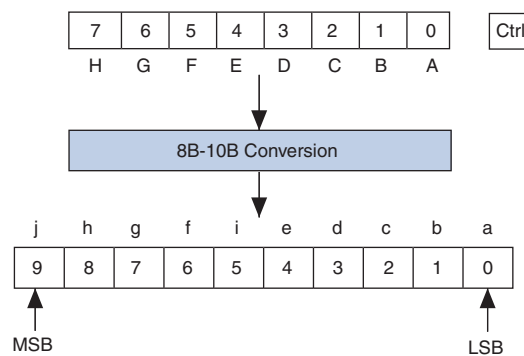 7 6 5 4 3 2 1 0 Ctrl
H G F E D C B A
8B-10B Conversion
j h g f i e d c b a
9 8 7 6 5 4 3 2 1 0
MSB LSB